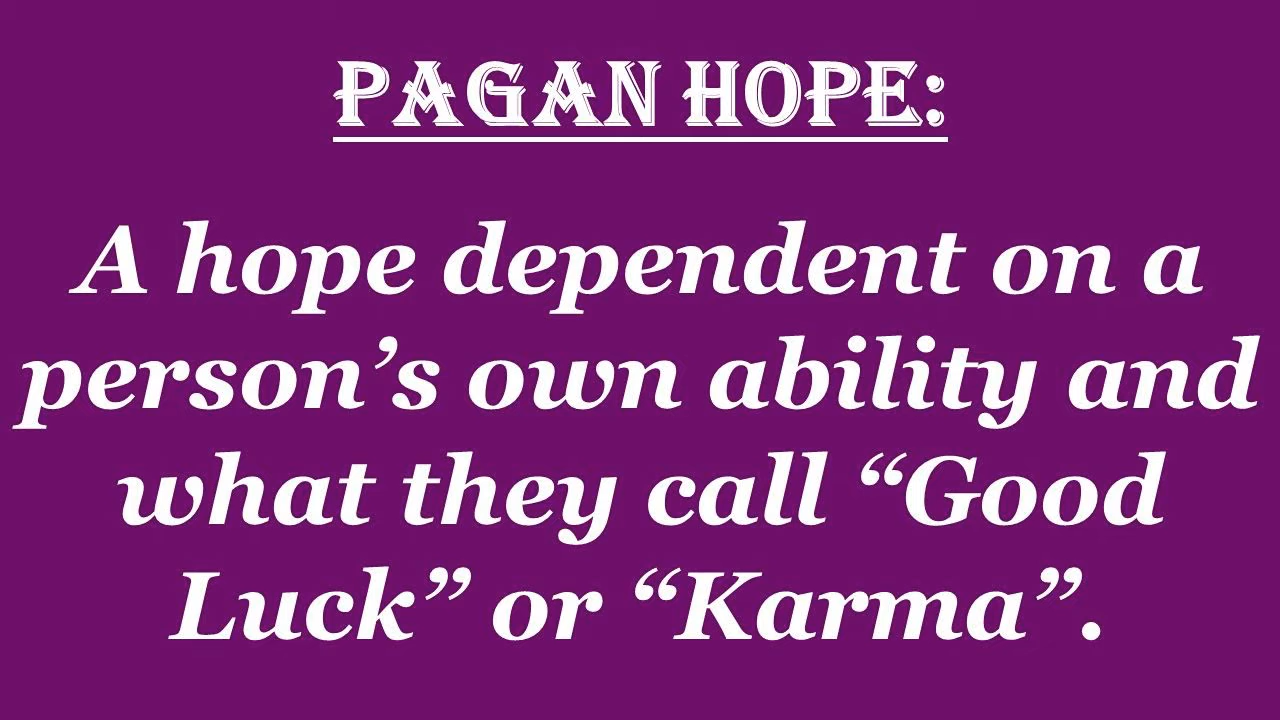 PAGAN HOPE:
A hope dependent on a
person’s own ability and
what they call “Good
Luck” or “Karma”.